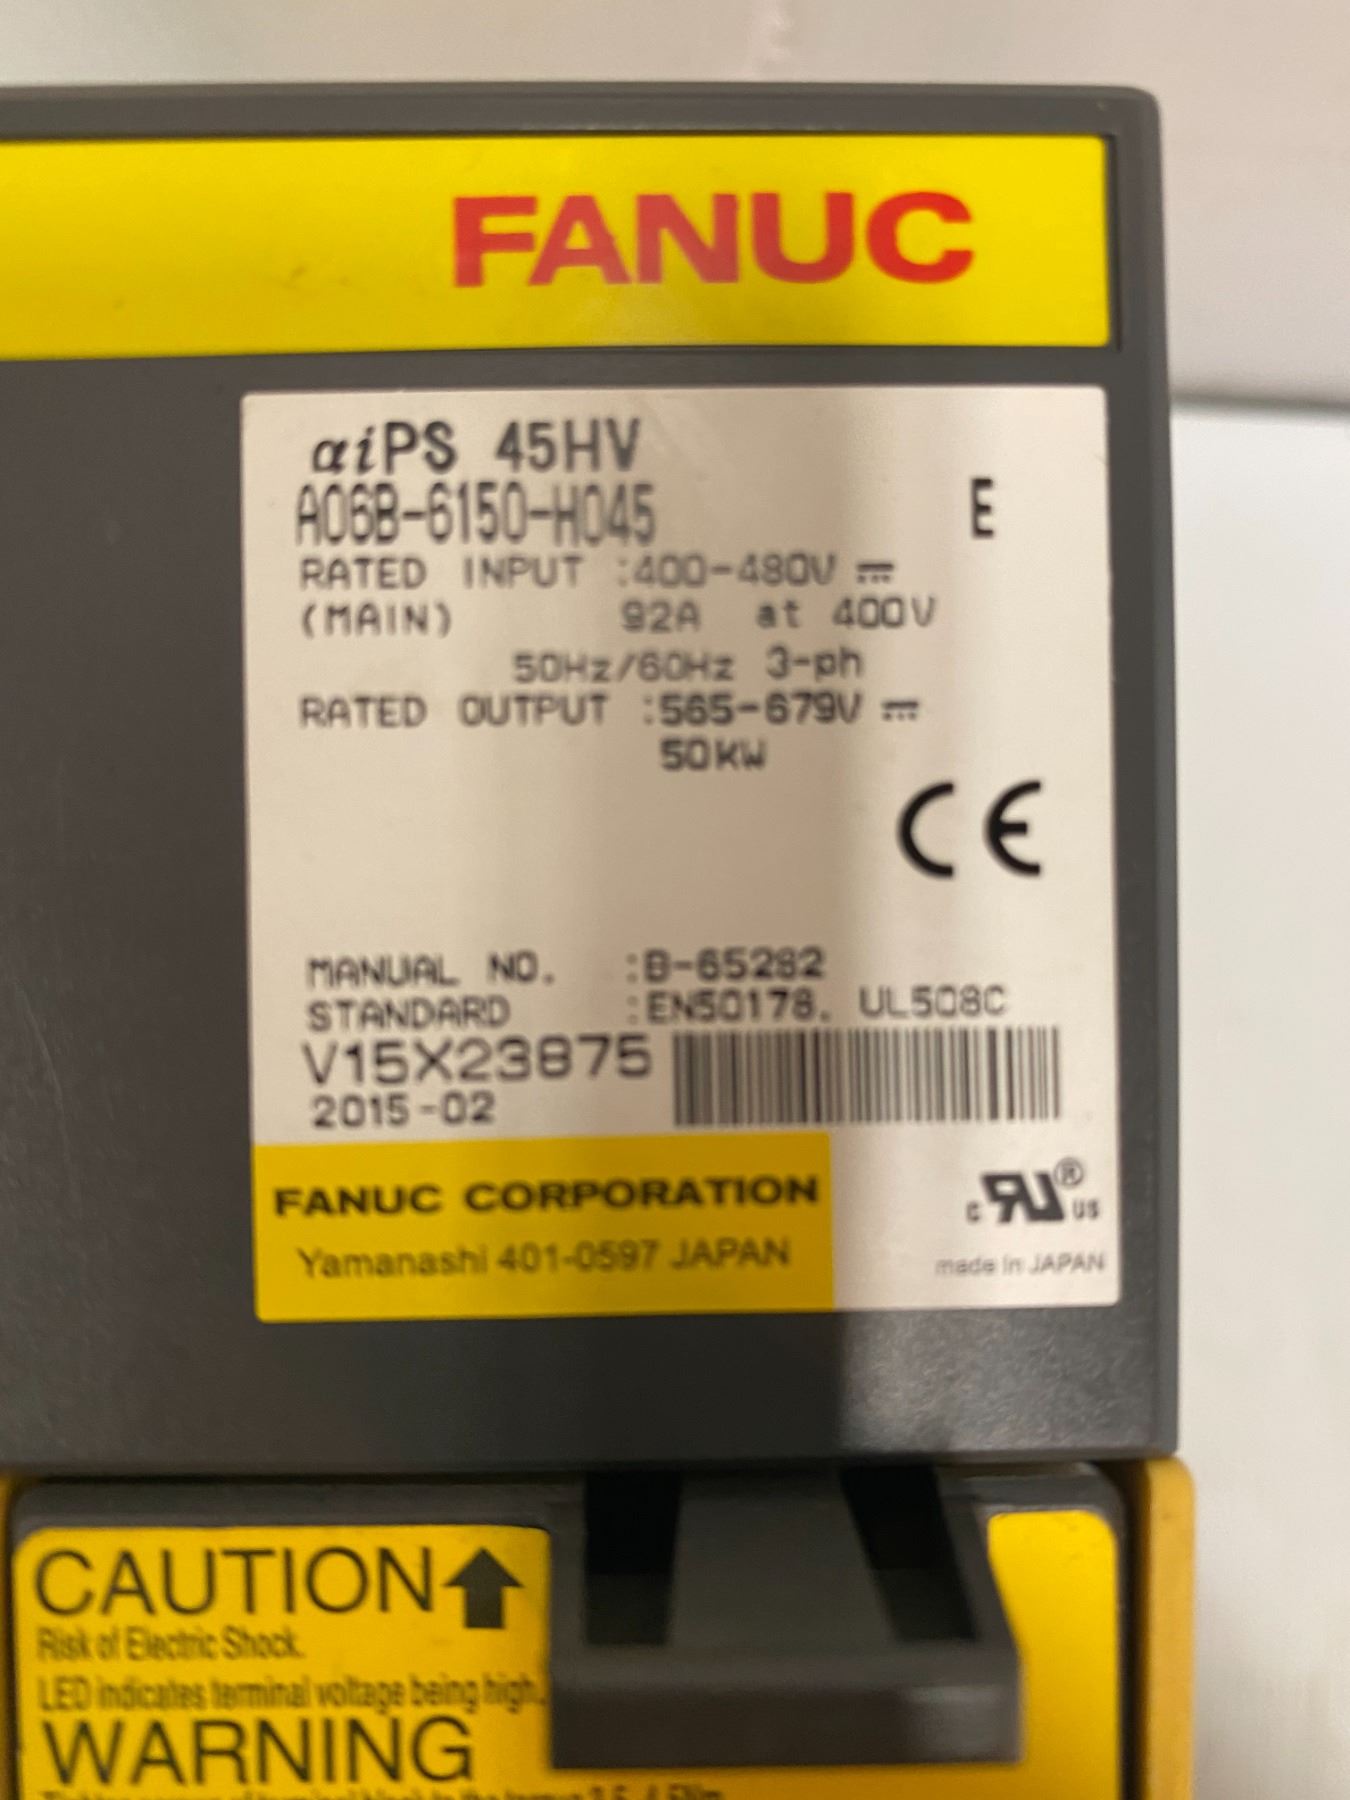 FANUC
αiPS 45HV
A06B-6150-H045 E
RATED INPUT :400-480V ⎓
(MAIN) 92A at 400V
50Hz/60Hz 3-ph
RATED OUTPUT :565-679V ⎓
50KW
CE
MANUAL NO. :B-65282
STANDARD :EN50178, UL508C
V15X23875
2015-02
FANUC CORPORATION
Yamanashi 401-0597 JAPAN
c RU ® US
made in JAPAN
CAUTION
Risk of Electric Shock.
LED indicates terminal voltage being high.
WARNING